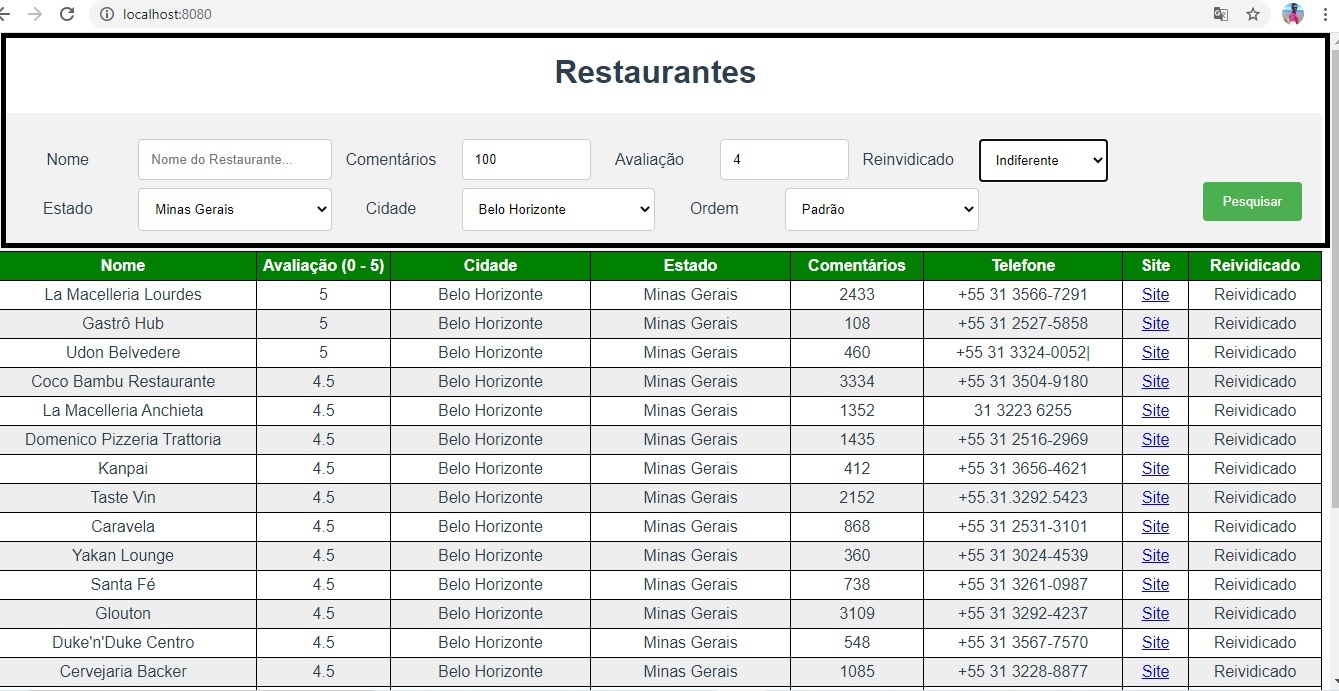 localhost:8080
Restaurantes
Nome Nome do Restaurante... Comentários 100 Avaliação 4 Reinvidicado Indiferente
Estado Minas Gerais Cidade Belo Horizonte Ordem Padrão Pesquisar
Nome Avaliação (0 - 5) Cidade Estado Comentários Telefone Site Reividicado
La Macelleria Lourdes 5 Belo Horizonte Minas Gerais 2433 +55 31 3566-7291 Site Reividicado
Gastrô Hub 5 Belo Horizonte Minas Gerais 108 +55 31 2527-5858 Site Reividicado
Udon Belvedere 5 Belo Horizonte Minas Gerais 460 +55 31 3324-0052| Site Reividicado
Coco Bambu Restaurante 4.5 Belo Horizonte Minas Gerais 3334 +55 31 3504-9180 Site Reividicado
La Macelleria Anchieta 4.5 Belo Horizonte Minas Gerais 1352 31 3223 6255 Site Reividicado
Domenico Pizzeria Trattoria 4.5 Belo Horizonte Minas Gerais 1435 +55 31 2516-2969 Site Reividicado
Kanpai 4.5 Belo Horizonte Minas Gerais 412 +55 31 3656-4621 Site Reividicado
Taste Vin 4.5 Belo Horizonte Minas Gerais 2152 +55.31.3292.5423 Site Reividicado
Caravela 4.5 Belo Horizonte Minas Gerais 868 +55 31 2531-3101 Site Reividicado
Yakan Lounge 4.5 Belo Horizonte Minas Gerais 360 +55 31 3024-4539 Site Reividicado
Santa Fé 4.5 Belo Horizonte Minas Gerais 738 +55 31 3261-0987 Site Reividicado
Glouton 4.5 Belo Horizonte Minas Gerais 3109 +55 31 3292-4237 Site Reividicado
Duke'n'Duke Centro 4.5 Belo Horizonte Minas Gerais 548 +55 31 3567-7570 Site Reividicado
Cervejaria Backer 4.5 Belo Horizonte Minas Gerais 1085 +55 31 3228-8877 Site Reividicado